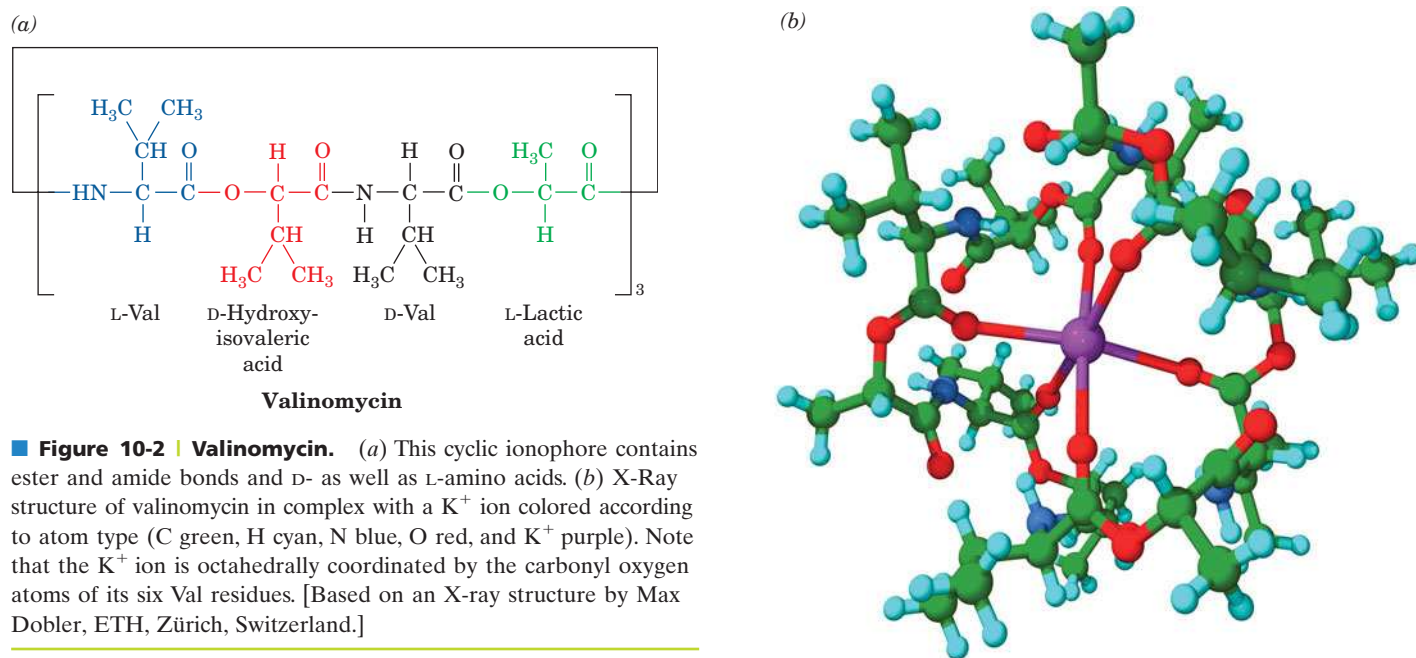 (a)
H₃C CH₃
CH O H O H O H₃C O
HN C C O C C N C C O C C
H CH H CH H
H₃C CH₃ H₃C CH₃
3
L-Val D-Hydroxy- D-Val L-Lactic
isovaleric acid
acid
Valinomycin
■ Figure 10-2 | Valinomycin. (a) This cyclic ionophore contains
ester and amide bonds and D- as well as L-amino acids. (b) X-Ray
structure of valinomycin in complex with a K⁺ ion colored according
to atom type (C green, H cyan, N blue, O red, and K⁺ purple). Note
that the K⁺ ion is octahedrally coordinated by the carbonyl oxygen
atoms of its six Val residues. [Based on an X-ray structure by Max
Dobler, ETH, Zürich, Switzerland.]
(b)